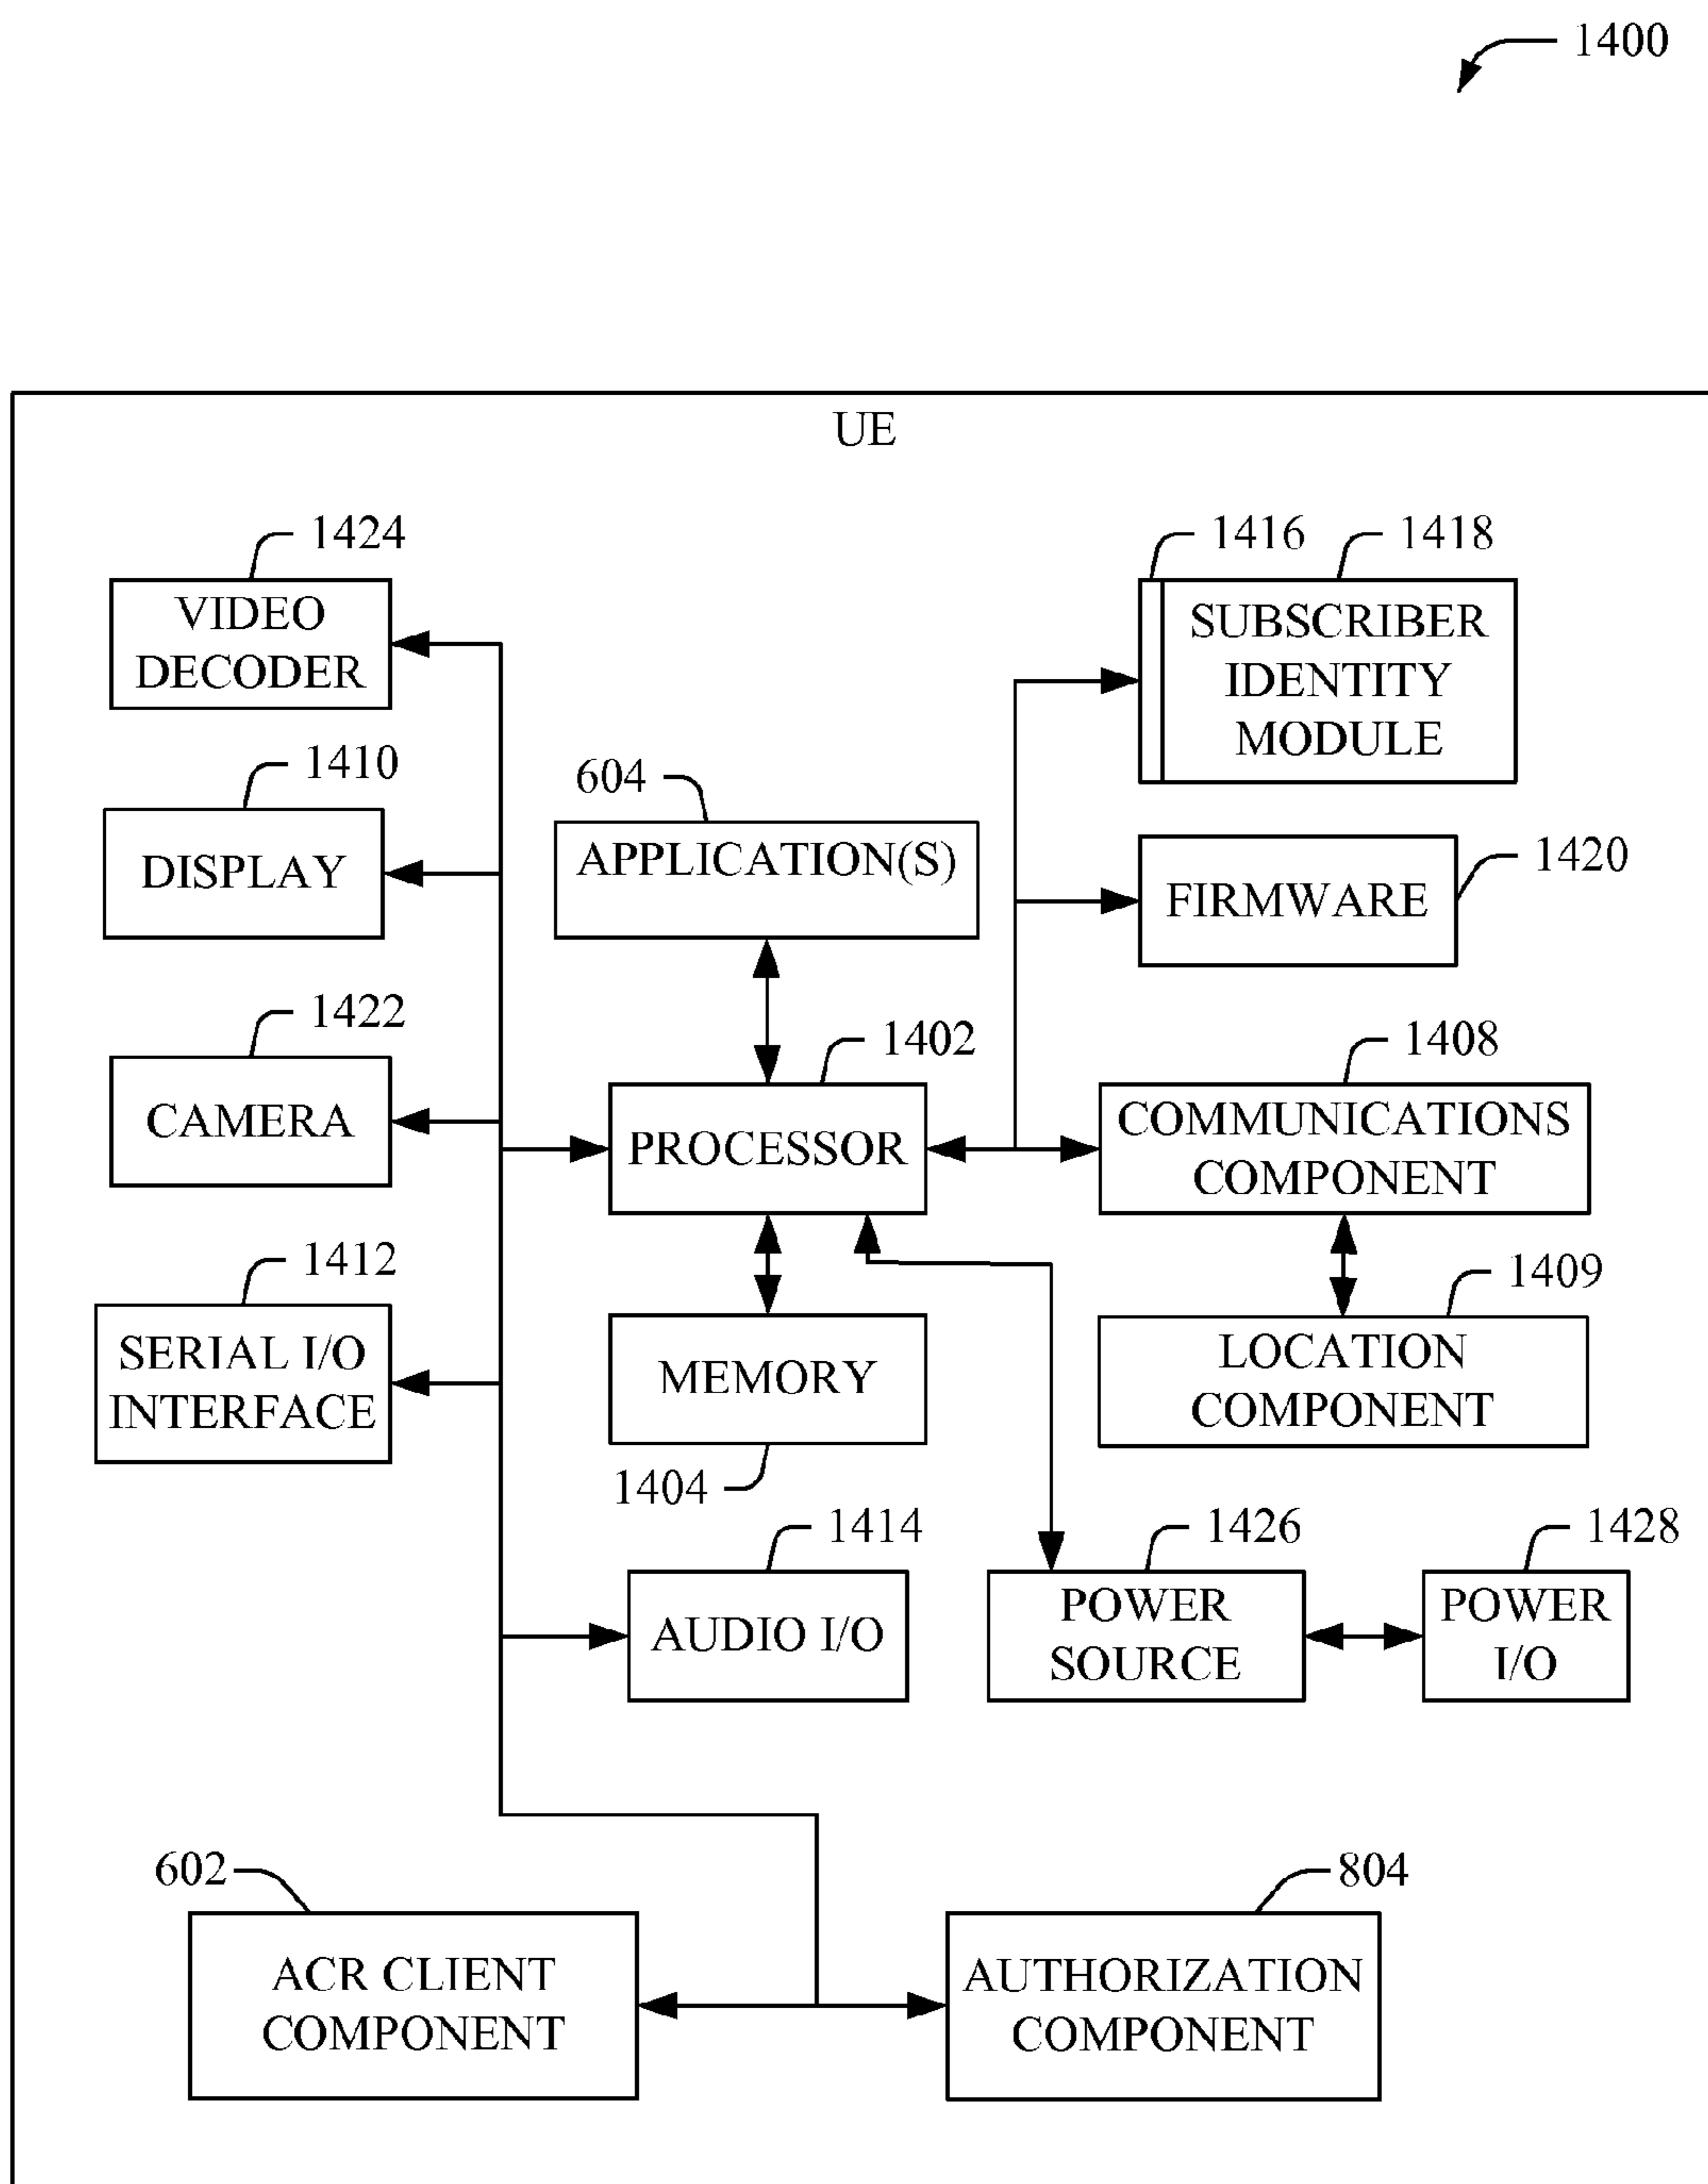 1400
UE
1424
VIDEO
DECODER
1416
1418
SUBSCRIBER
IDENTITY
MODULE
1410
DISPLAY
604
APPLICATION(S)
1420
FIRMWARE
1422
CAMERA
1402
PROCESSOR
1408
COMMUNICATIONS
COMPONENT
1412
SERIAL I/O
INTERFACE
MEMORY
1404
1409
LOCATION
COMPONENT
1414
AUDIO I/O
1426
POWER
SOURCE
1428
POWER
I/O
602
ACR CLIENT
COMPONENT
804
AUTHORIZATION
COMPONENT